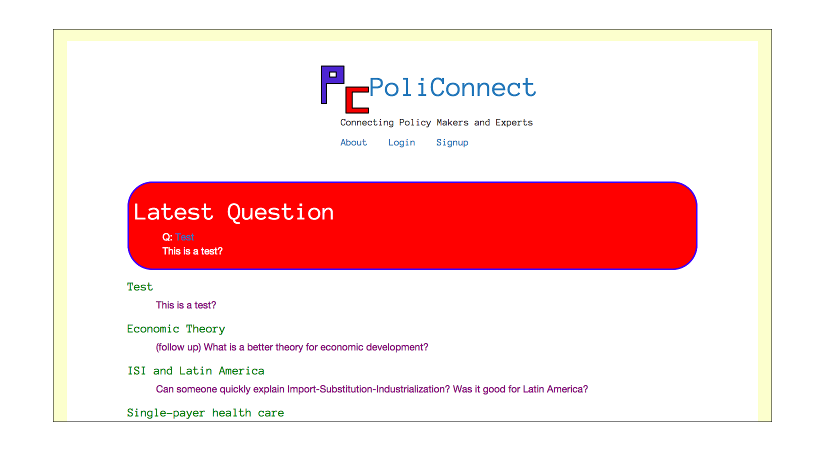 PC
PoliConnect
Connecting Policy Makers and Experts
About Login Signup
Latest Question
Q: Test
This is a test?
Test
This is a test?
Economic Theory
(follow up) What is a better theory for economic development?
ISI and Latin America
Can someone quickly explain Import-Substitution-Industrialization? Was it good for Latin America?
Single-payer health care